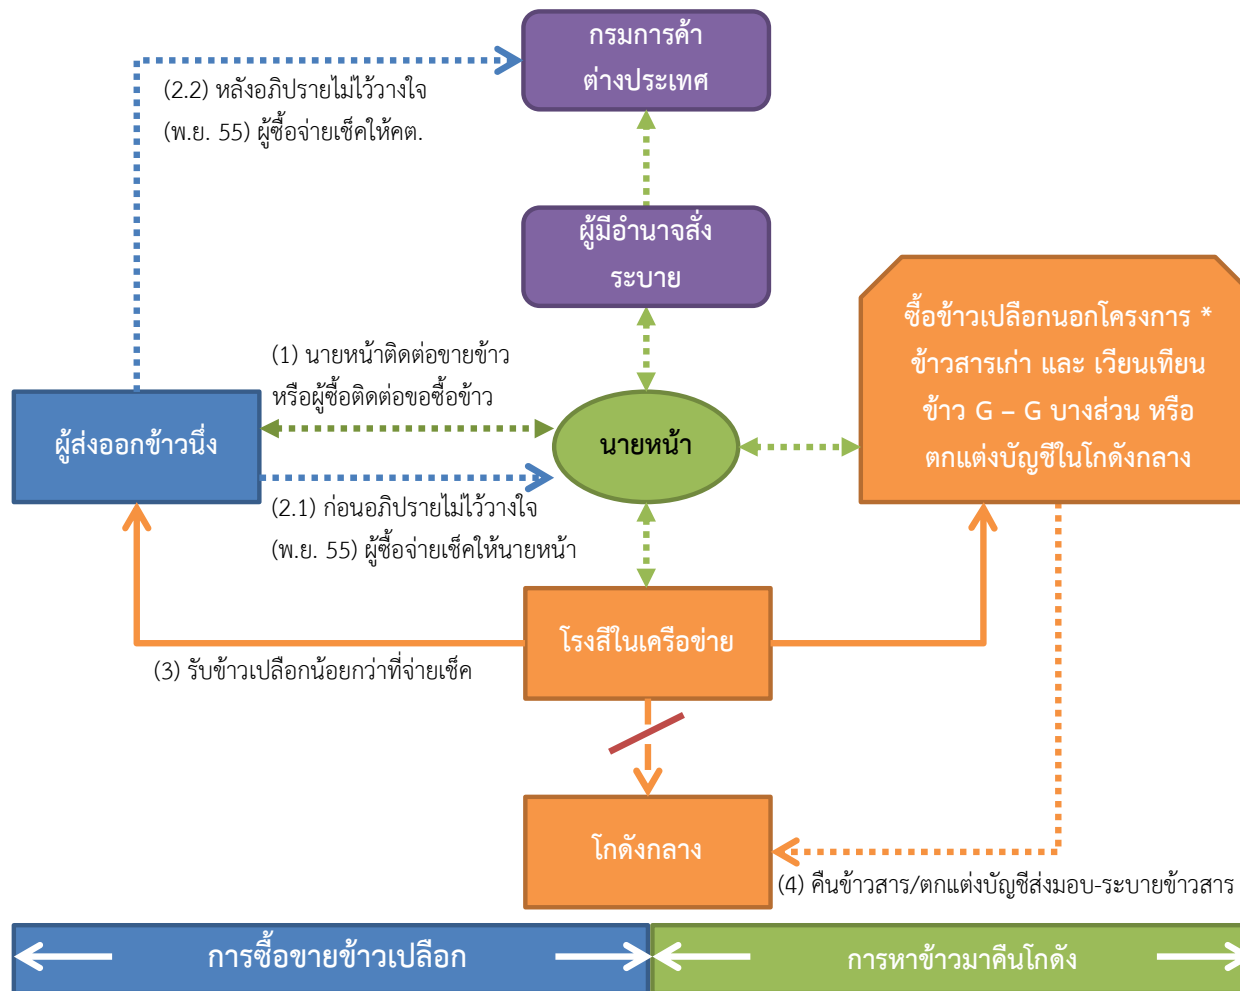 กรมการค้า
ต่างประเทศ
(2.2) หลังอภิปรายไม่ไว้วางใจ
(พ.ย. 55) ผู้ซื้อจ่ายเช็คให้คต.
ผู้มีอำนาจสั่ง
ระบาย
ซื้อข้าวเปลือกนอกโครงการ *
ข้าวสารเก่า และ เวียนเทียน
ข้าว G – G บางส่วน หรือ
ตกแต่งบัญชีในโกดังกลาง
(1) นายหน้าติดต่อขายข้าว
หรือผู้ซื้อติดต่อขอซื้อข้าว
ผู้ส่งออกข้าวนึ่ง
นายหน้า
(2.1) ก่อนอภิปรายไม่ไว้วางใจ
(พ.ย. 55) ผู้ซื้อจ่ายเช็คให้นายหน้า
โรงสีในเครือข่าย
(3) รับข้าวเปลือกน้อยกว่าที่จ่ายเช็ค
โกดังกลาง
(4) คืนข้าวสาร/ตกแต่งบัญชีส่งมอบ-ระบายข้าวสาร
การซื้อขายข้าวเปลือก
การหาข้าวมาคืนโกดัง